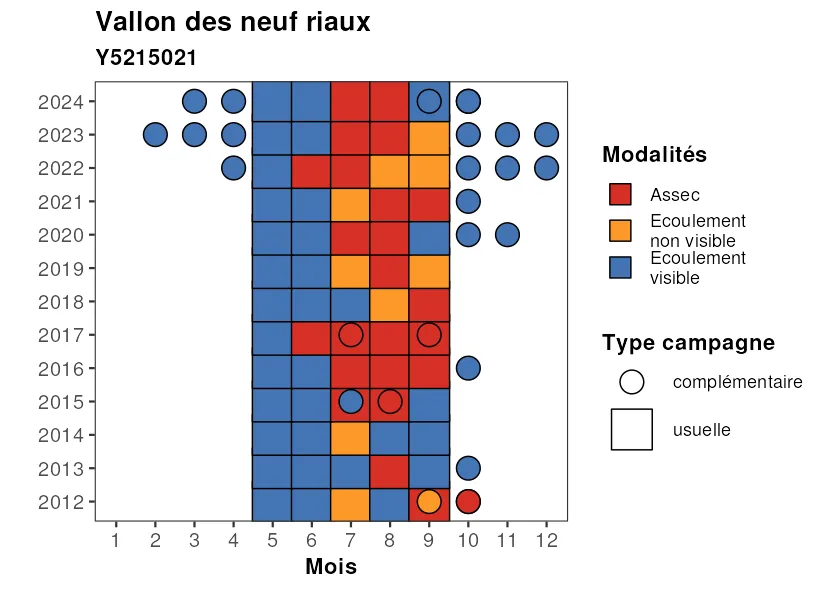 Vallon des neuf riaux
Y5215021
2024
2023
2022
2021
2020
2019
2018
2017
2016
2015
2014
2013
2012
1 2 3 4 5 6 7 8 9 10 11 12
Mois
Modalités
Assec
Ecoulement
non visible
Ecoulement
visible
Type campagne
complémentaire
usuelle